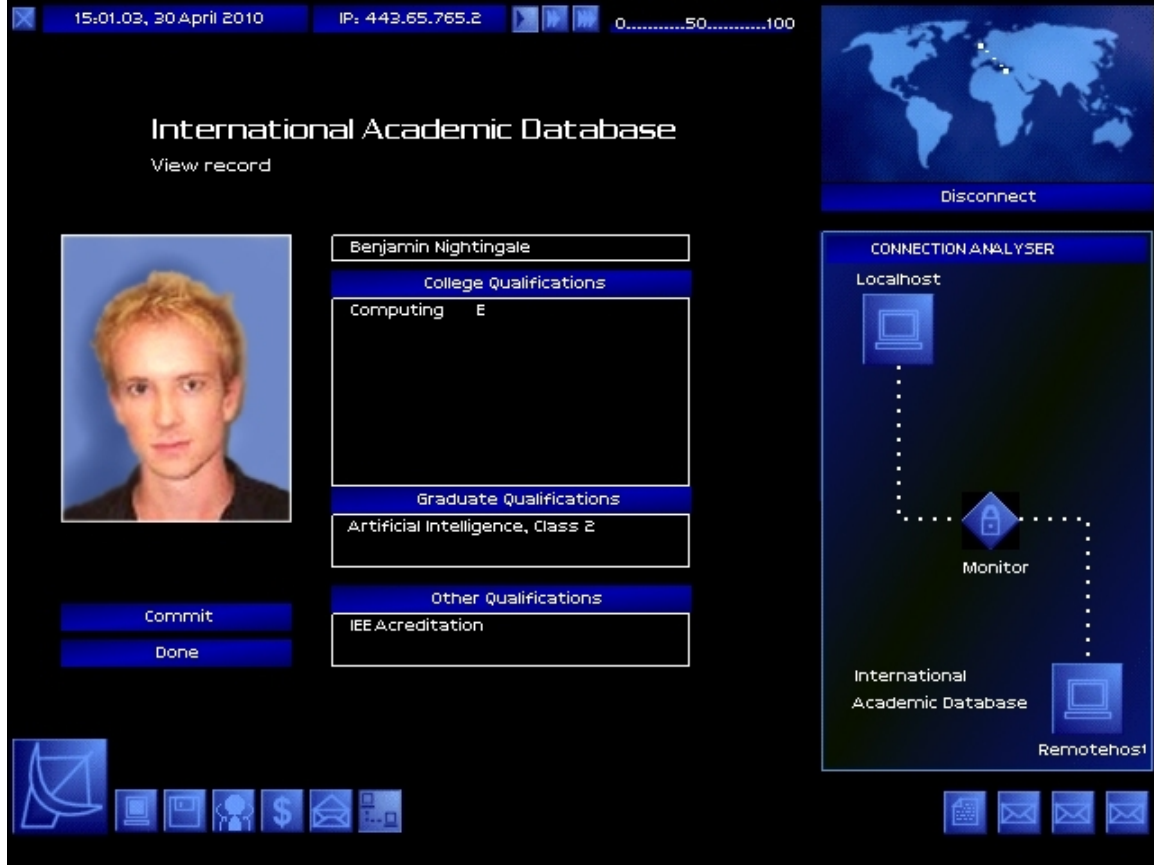 15:01.03, 30 April 2010
IP: 443.65.765.2
0...........50...........100
International Academic Database
View record
Disconnect
Benjamin Nightingale
College Qualifications
Computing E
Graduate Qualifications
Artificial Intelligence, Class 2
Other Qualifications
IEE Acreditation
Commit
Done
CONNECTION ANALYSER
Localhost
Monitor
International
Academic Database
Remotehost
$